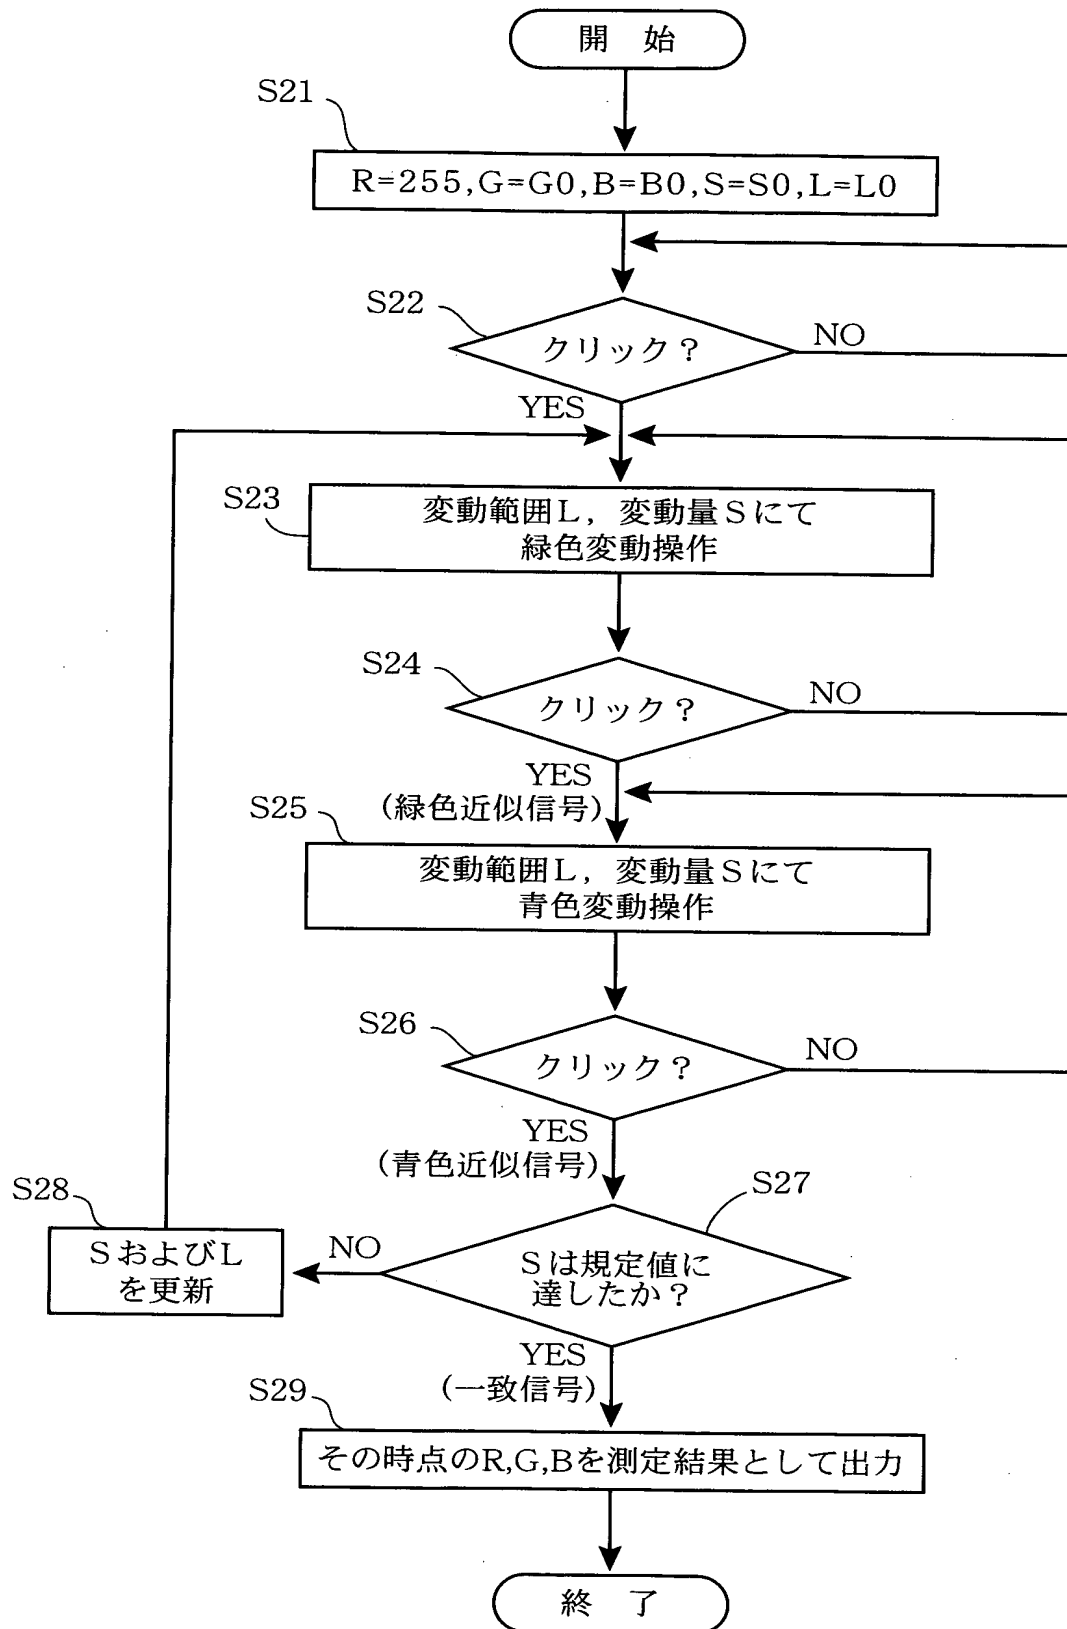 開 始
S21
R=255,G=G0,B=B0,S=S0,L=L0
S22
クリック？
NO
YES
S23
変動範囲L，変動量Sにて
緑色変動操作
S24
クリック？
NO
YES
（緑色近似信号）
S25
変動範囲L，変動量Sにて
青色変動操作
S26
クリック？
NO
YES
（青色近似信号）
S27
Sは規定値に
達したか？
NO
S28
SおよびL
を更新
YES
（一致信号）
S29
その時点のR,G,Bを測定結果として出力
終 了